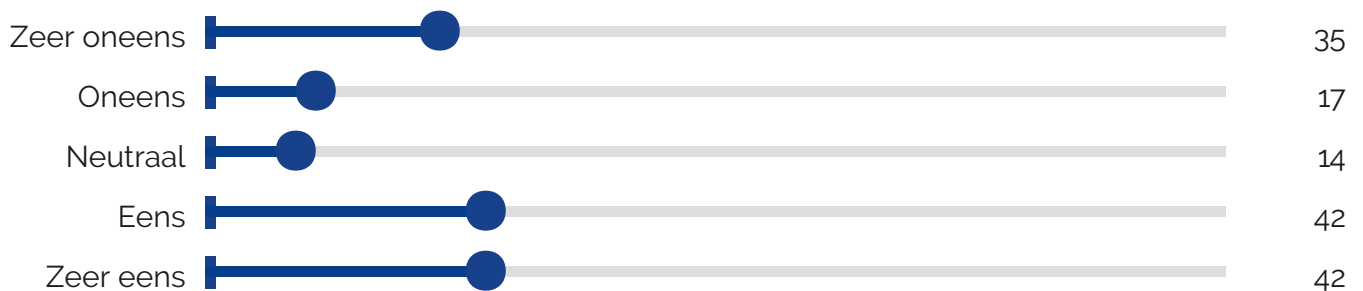 Zeer oneens 35
Oneens 17
Neutraal 14
Eens 42
Zeer eens 42